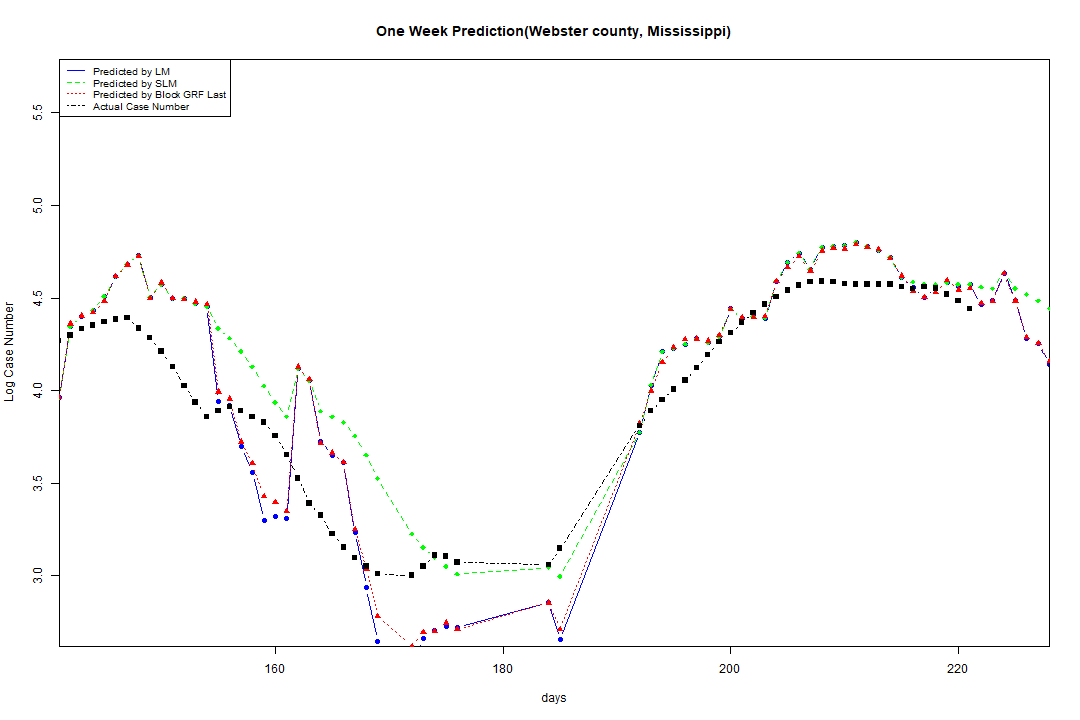 One Week Prediction(Webster county, Mississippi)
Predicted by LM
Predicted by SLM
Predicted by Block GRF Last
Actual Case Number
5.5
5.0
4.5
4.0
3.5
3.0
Log Case Number
160
180
200
220
days